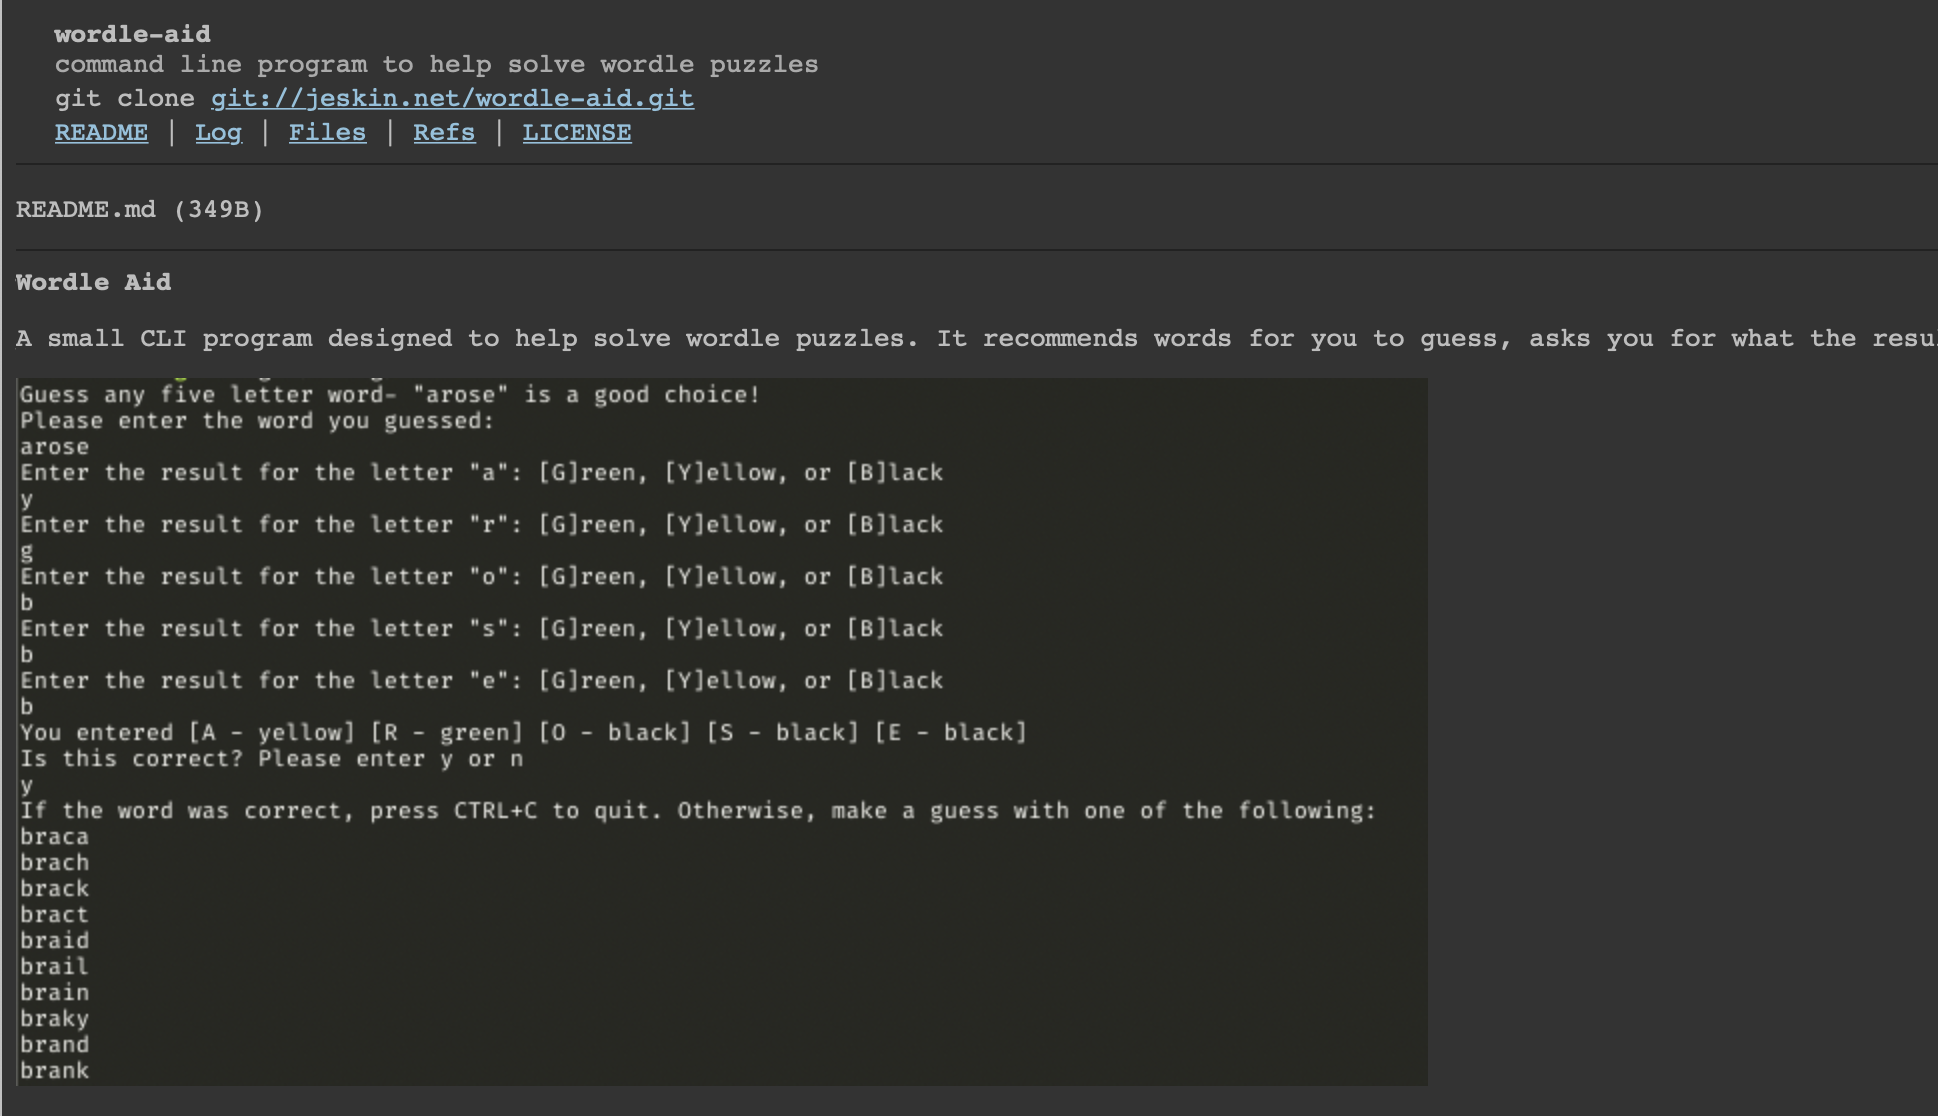 wordle-aid
command line program to help solve wordle puzzles
git clone git://jeskin.net/wordle-aid.git
README | Log | Files | Refs | LICENSE
README.md (349B)
Wordle Aid
A small CLI program designed to help solve wordle puzzles. It recommends words for you to guess, asks you for what the resu
Guess any five letter word- "arose" is a good choice!
Please enter the word you guessed:
arose
Enter the result for the letter "a": [G]reen, [Y]ellow, or [B]lack
y
Enter the result for the letter "r": [G]reen, [Y]ellow, or [B]lack
g
Enter the result for the letter "o": [G]reen, [Y]ellow, or [B]lack
b
Enter the result for the letter "s": [G]reen, [Y]ellow, or [B]lack
b
Enter the result for the letter "e": [G]reen, [Y]ellow, or [B]lack
b
You entered [A - yellow] [R - green] [O - black] [S - black] [E - black]
Is this correct? Please enter y or n
y
If the word was correct, press CTRL+C to quit. Otherwise, make a guess with one of the following:
braca
brach
brack
bract
braid
brail
brain
braky
brand
brank